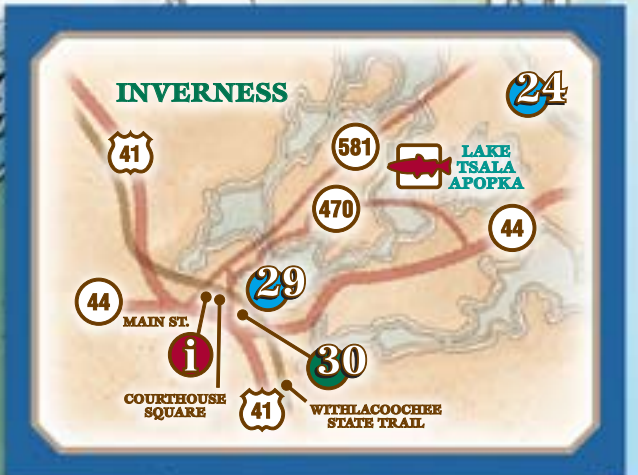 24
INVERNESS
41
581
LAKE
TSALA
APOPKA
470
44
29
44
MAIN ST.
i
30
COURTHOUSE
SQUARE
41
WITHLACOOCHEE
STATE TRAIL